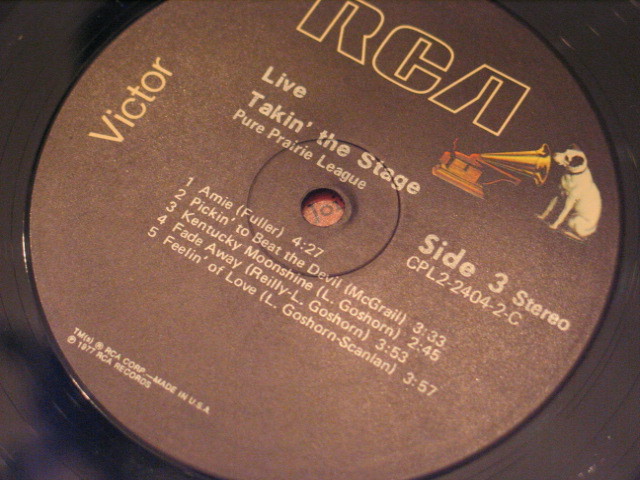 RCA
Victor
Live
Takin' the Stage
Pure Prairie League
Side 3 Stereo
CPL2-2404-2-C
1 Amie (Fuller) 4:27
2 Pickin' to Beat the Devil (McGrail) 3:33
3 Kentucky Moonshine (L. Goshorn) 2:45
4 Fade Away (Reilly-L. Goshorn) 3:53
5 Feelin' of Love (L. Goshorn-Scanlan) 3:57
TM(s) ® RCA CORP.—MADE IN U.S.A.
℗ 1977 RCA RECORDS